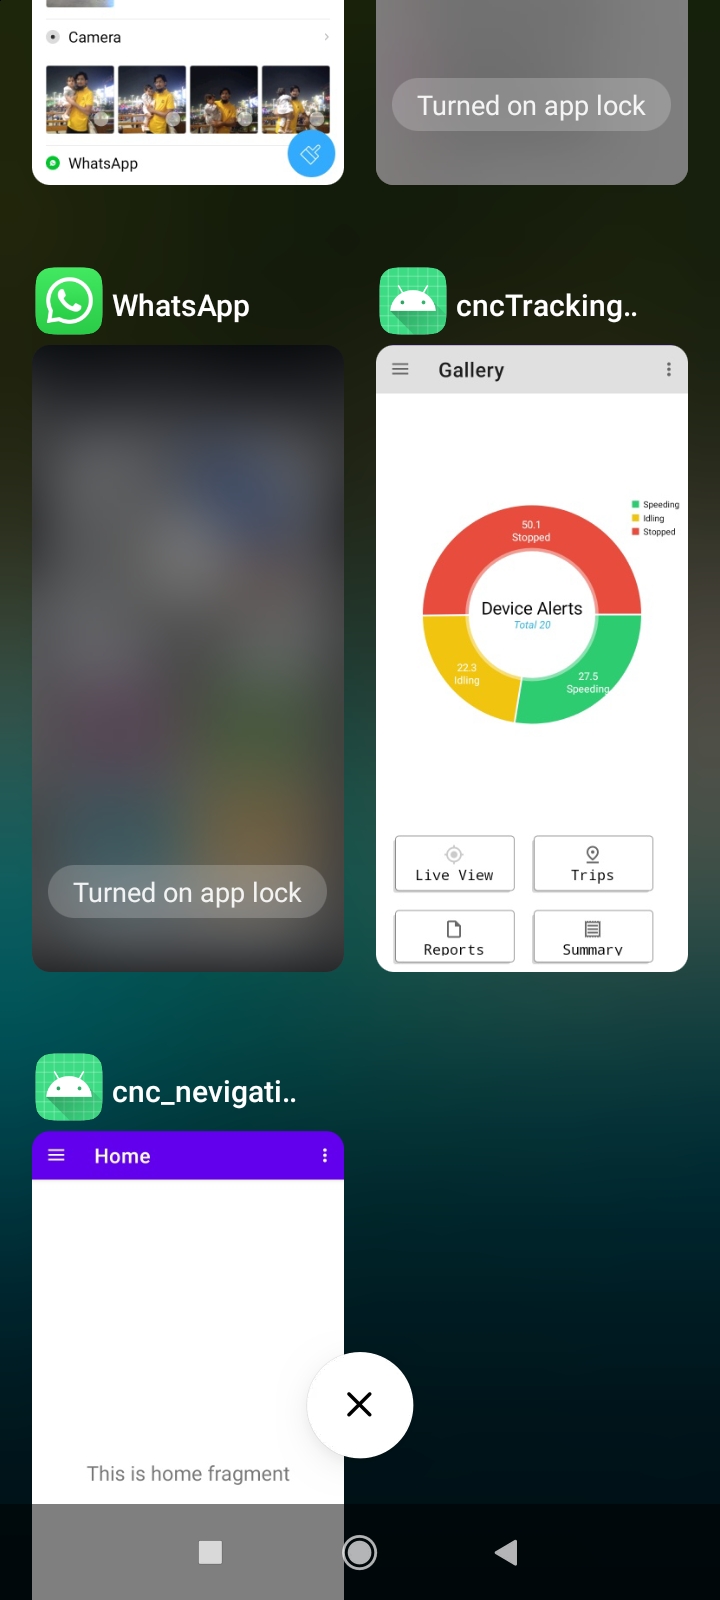 Camera
WhatsApp
Turned on app lock
WhatsApp
cncTracking..
Turned on app lock
Gallery
Speeding
Idling
Stopped
50.1
Stopped
Device Alerts
Total 20
22.3
Idling
27.5
Speeding
Live View
Trips
Reports
Summary
cnc_nevigati..
Home
This is home fragment